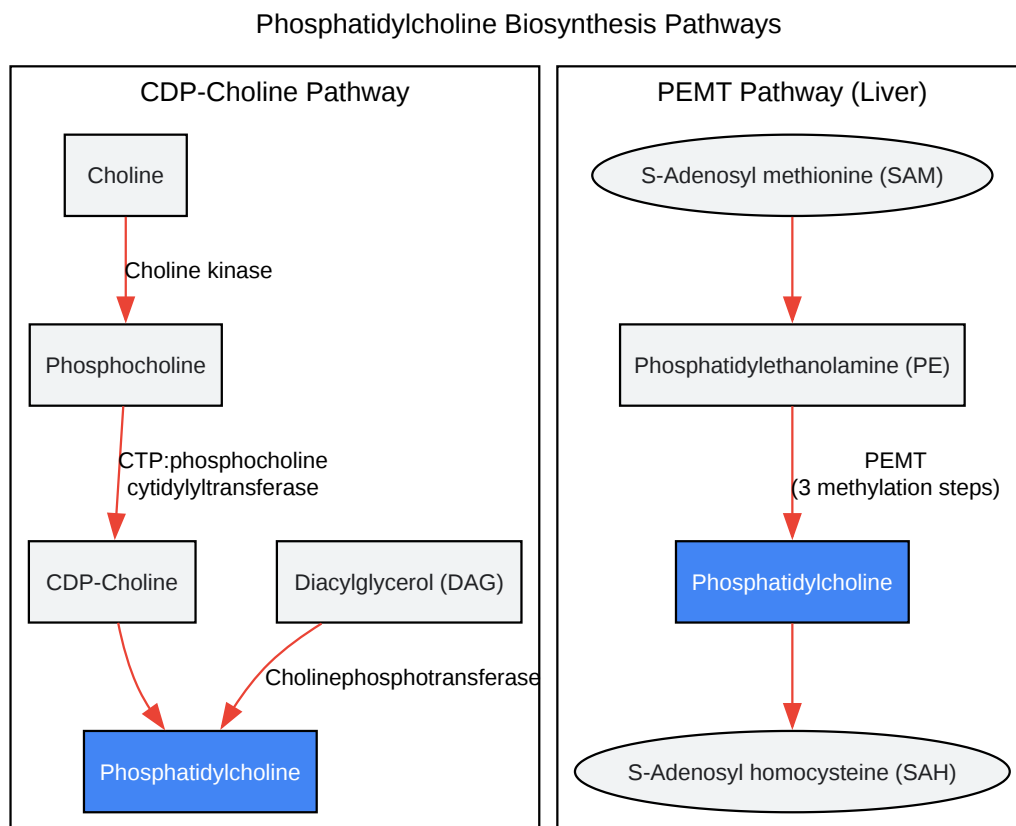 Phosphatidylcholine Biosynthesis Pathways
CDP-Choline Pathway
Choline
Choline kinase
Phosphocholine
CTP:phosphocholine
cytidylyltransferase
CDP-Choline
Diacylglycerol (DAG)
Cholinephosphotransferase
Phosphatidylcholine
PEMT Pathway (Liver)
S-Adenosyl methionine (SAM)
Phosphatidylethanolamine (PE)
PEMT
(3 methylation steps)
Phosphatidylcholine
S-Adenosyl homocysteine (SAH)